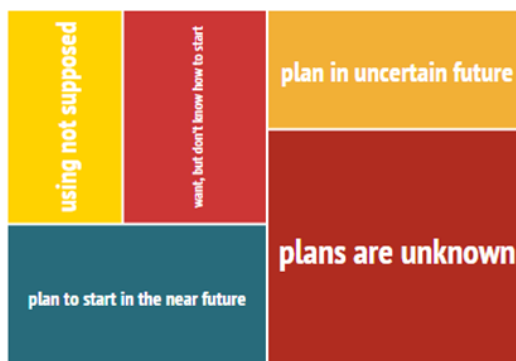 using not supposed
want, but don't know how to start
plan in uncertain future
plans are unknown
plan to start in the near future